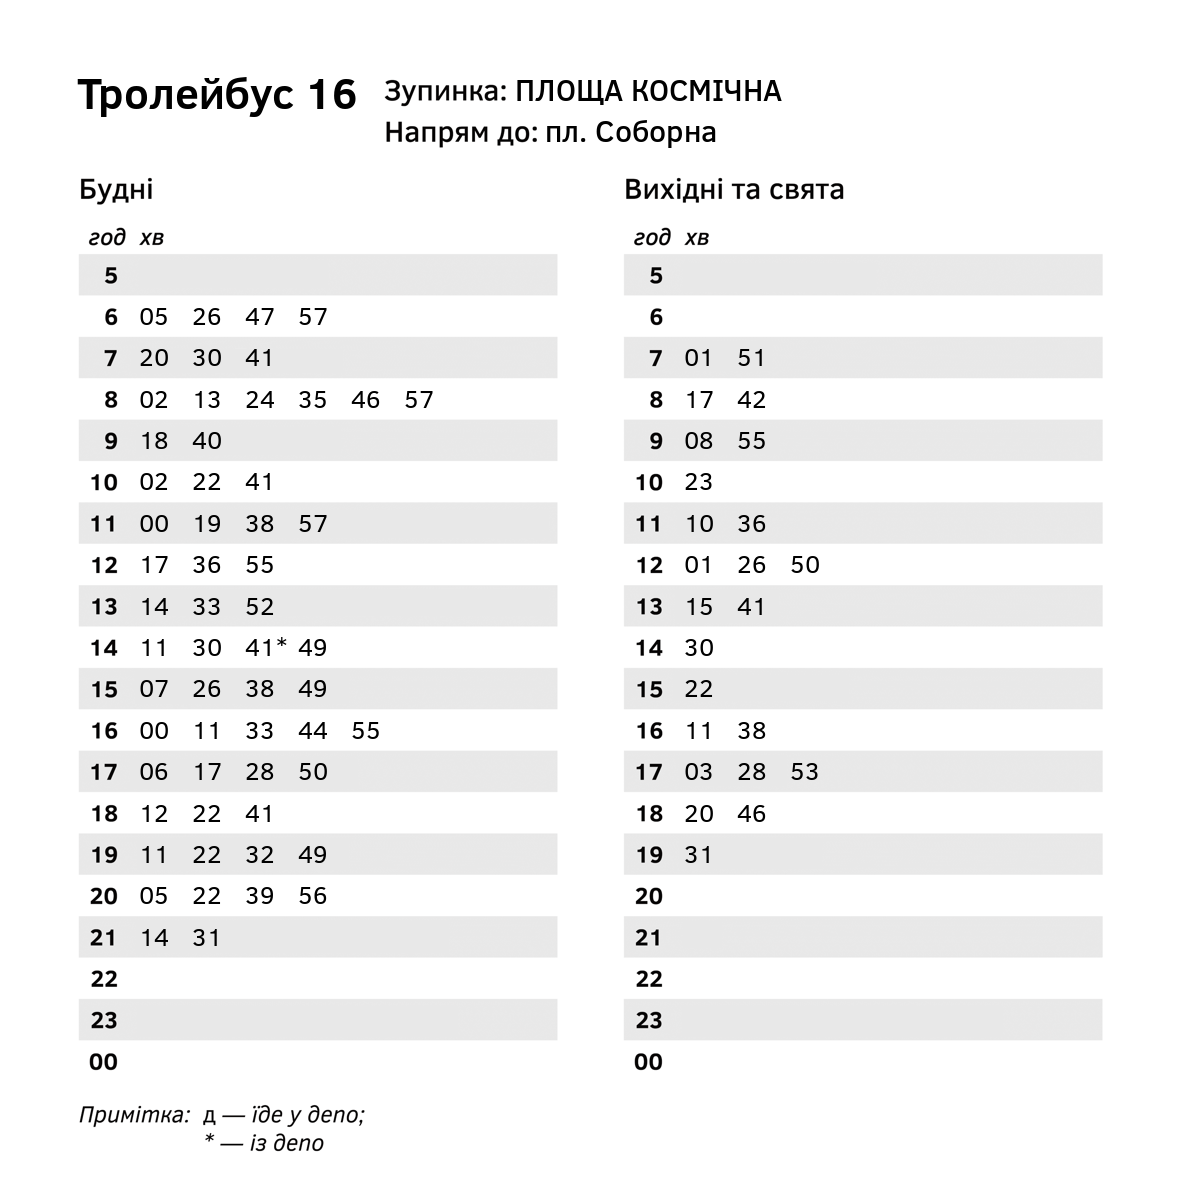 Тролейбус 16
Зупинка: ПЛОЩА КОСМІЧНА
Напрям до: пл. Соборна
Будні
год хв
5
6 05 26 47 57
7 20 30 41
8 02 13 24 35 46 57
9 18 40
10 02 22 41
11 00 19 38 57
12 17 36 55
13 14 33 52
14 11 30 41* 49
15 07 26 38 49
16 00 11 33 44 55
17 06 17 28 50
18 12 22 41
19 11 22 32 49
20 05 22 39 56
21 14 31
22
23
00
Вихідні та свята
год хв
5
6
7 01 51
8 17 42
9 08 55
10 23
11 10 36
12 01 26 50
13 15 41
14 30
15 22
16 11 38
17 03 28 53
18 20 46
19 31
20
21
22
23
00
Примітка: д — їде у депо;
* — із депо